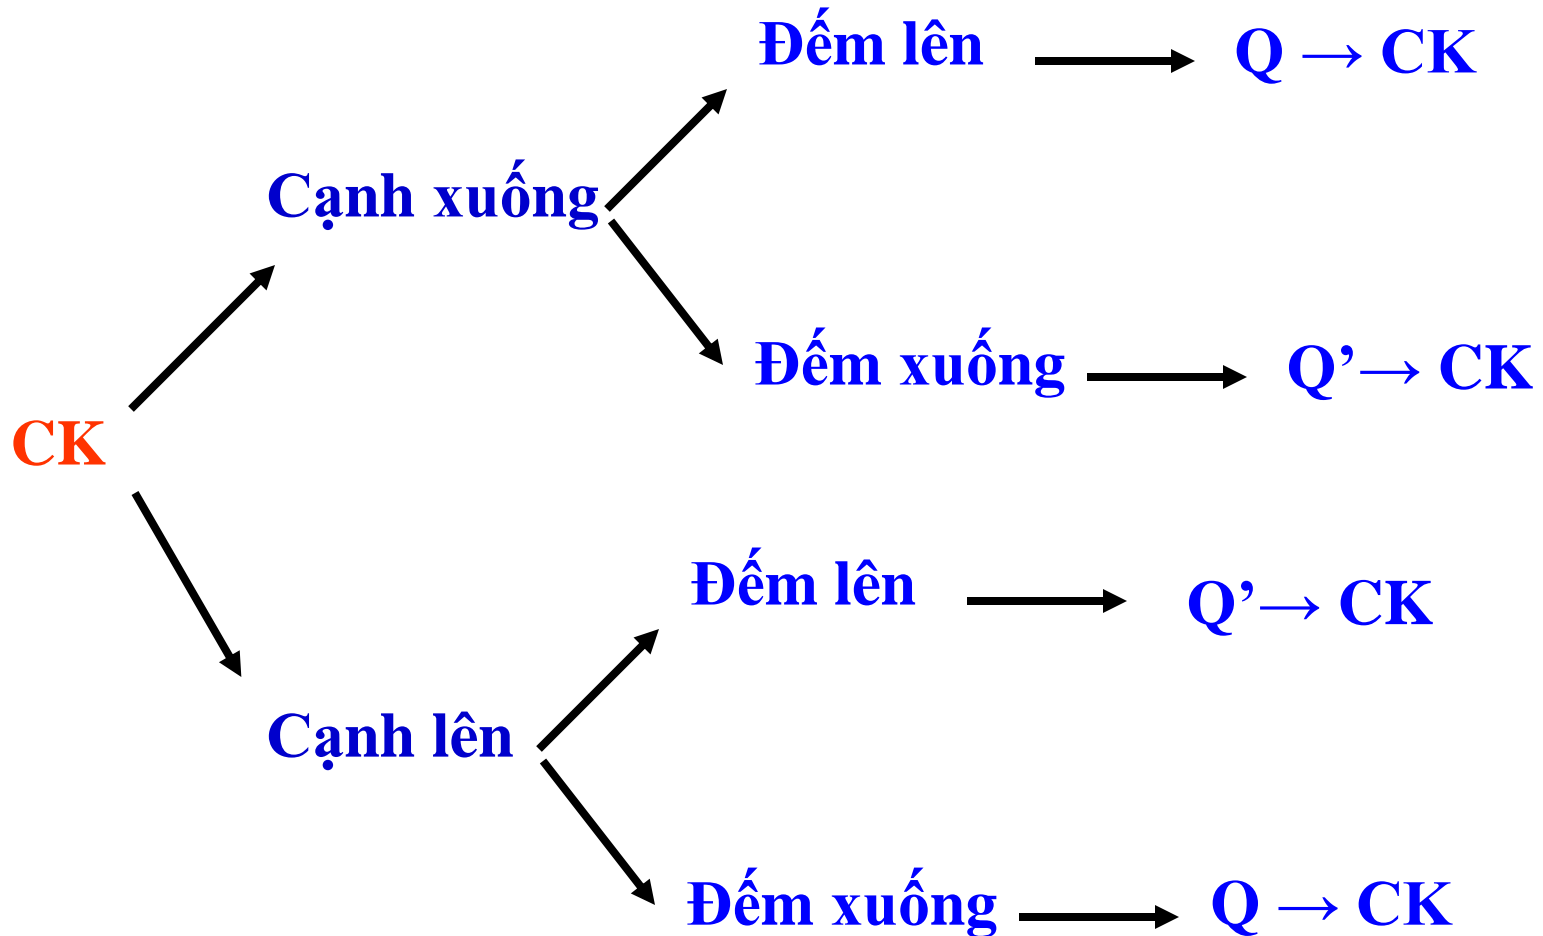 Đếm lên Q → CK
Cạnh xuống
Đếm xuống Q’→ CK
CK
Đếm lên Q’→ CK
Cạnh lên
Đếm xuống Q → CK